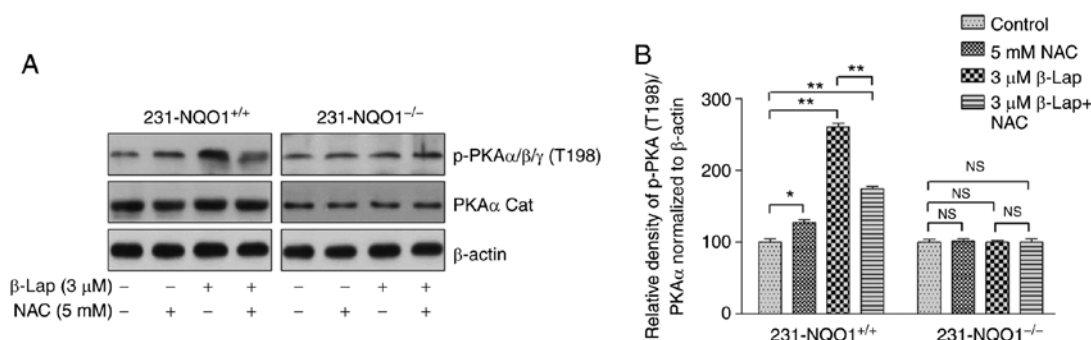 A
231-NQO1+/+ 231-NQO1−/−
p-PKAα/β/γ (T198)
PKAα Cat
β-actin
β-Lap (3 μM) − − + + − − + +
NAC (5 mM) − + − + − + − +
B
Control
5 mM NAC
3 μM β-Lap
3 μM β-Lap+
NAC
Relative density of p-PKA (T198)/
PKAα normalized to β-actin
300
200
100
0
**
**
**
*
NS
NS
NS NS
231-NQO1+/+ 231-NQO1−/−